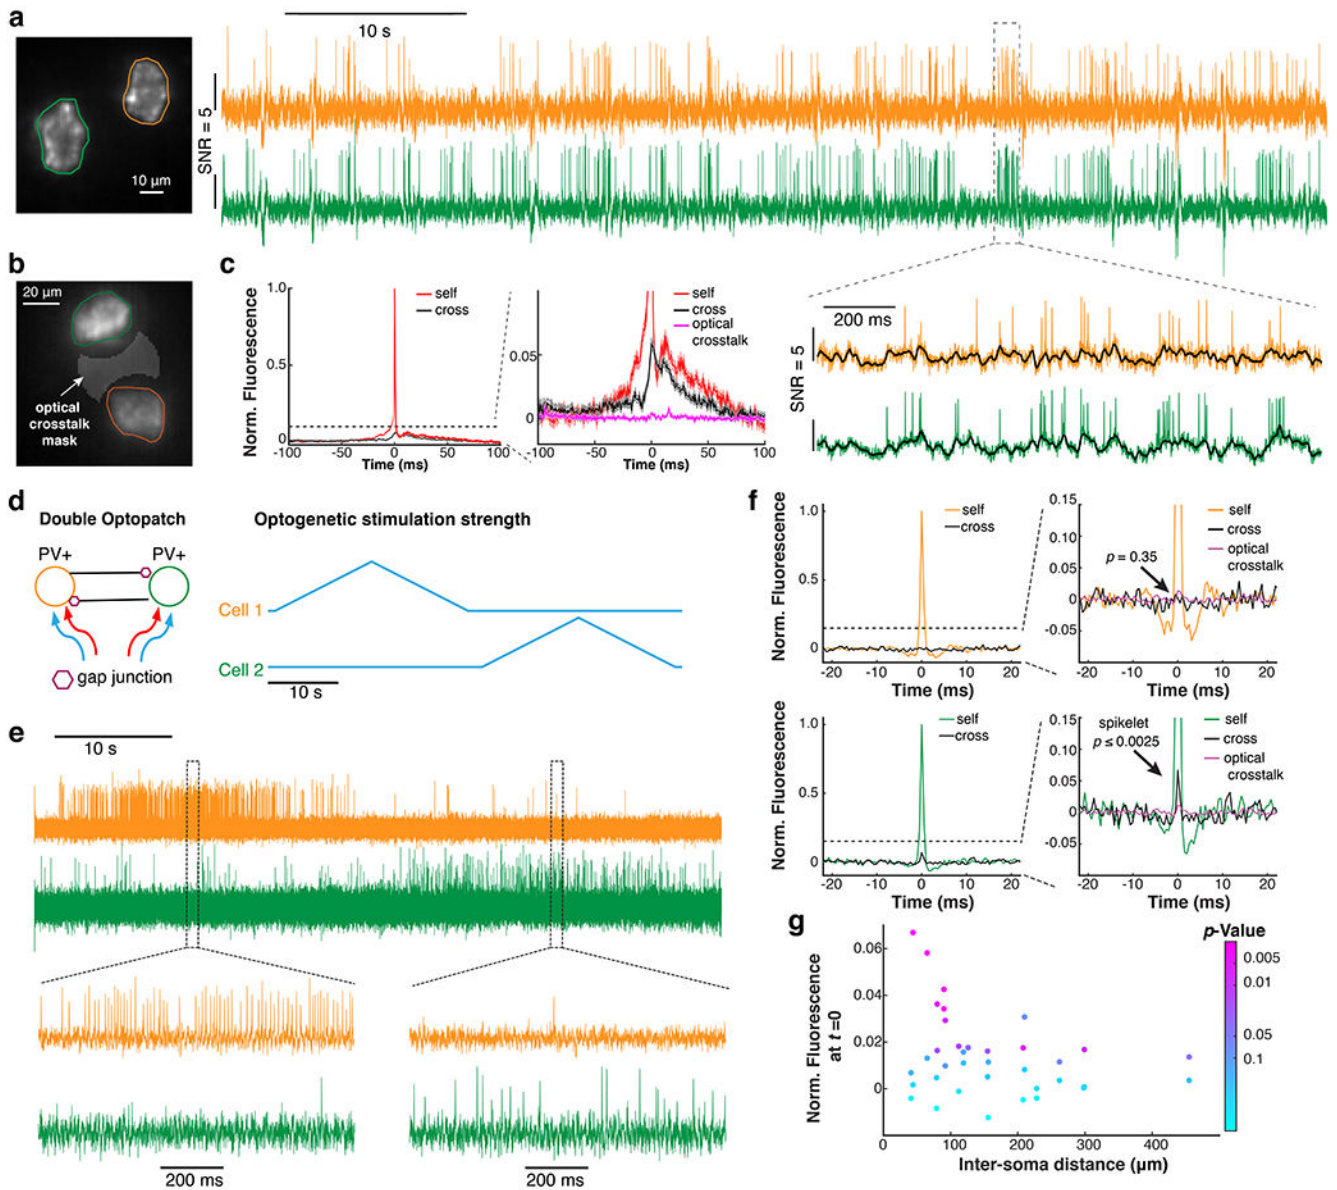 a
10 s
SNR = 5
10 µm
b
20 µm
optical
crosstalk
mask
c
Norm. Fluorescence
1.0
0.5
0
self
cross
-100
-50
0
50
100
Time (ms)
0.05
0
self
cross
optical
crosstalk
-100
-50
0
50
100
Time (ms)
200 ms
SNR = 5
d
Double Optopatch
PV+
PV+
gap junction
Optogenetic stimulation strength
Cell 1
Cell 2
10 s
e
10 s
200 ms
200 ms
f
Norm. Fluorescence
1.0
0.5
0
self
cross
-20
-10
0
10
20
Time (ms)
0.15
0.10
0.05
0
-0.05
p = 0.35
self
cross
optical
crosstalk
-20
-10
0
10
20
Time (ms)
Norm. Fluorescence
1.0
0.5
0
self
cross
-20
-10
0
10
20
Time (ms)
0.15
0.10
0.05
0
-0.05
spikelet
p ≤ 0.0025
self
cross
optical
crosstalk
-20
-10
0
10
20
Time (ms)
g
Norm. Fluorescence
at t =0
0.06
0.04
0.02
0
0
100
200
300
400
Inter-soma distance (µm)
p-Value
0.005
0.01
0.05
0.1